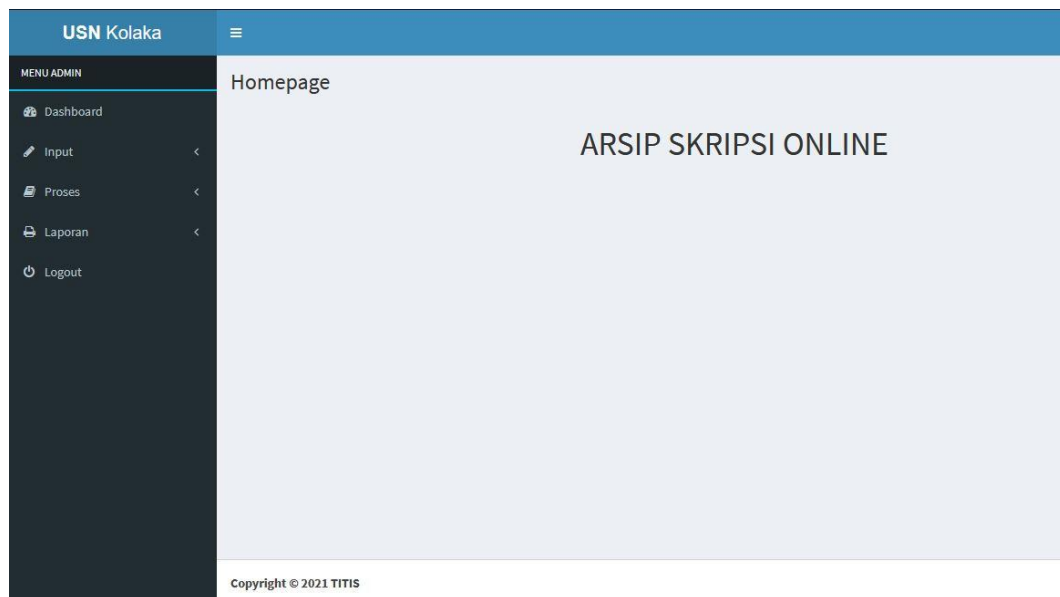 USN Kolaka
MENU ADMIN
Dashboard
Input
Proses
Laporan
Logout
Homepage
ARSIP SKRIPSI ONLINE
Copyright © 2021 TITIS